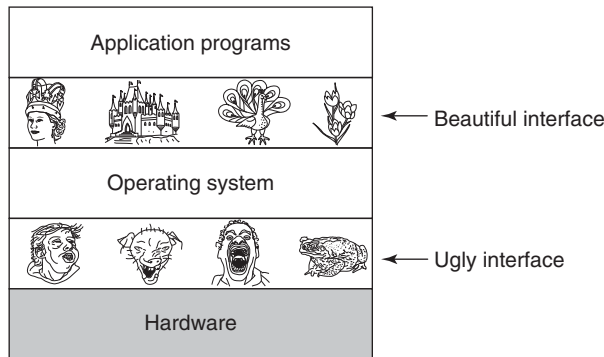 Application programs
Beautiful interface
Operating system
Ugly interface
Hardware